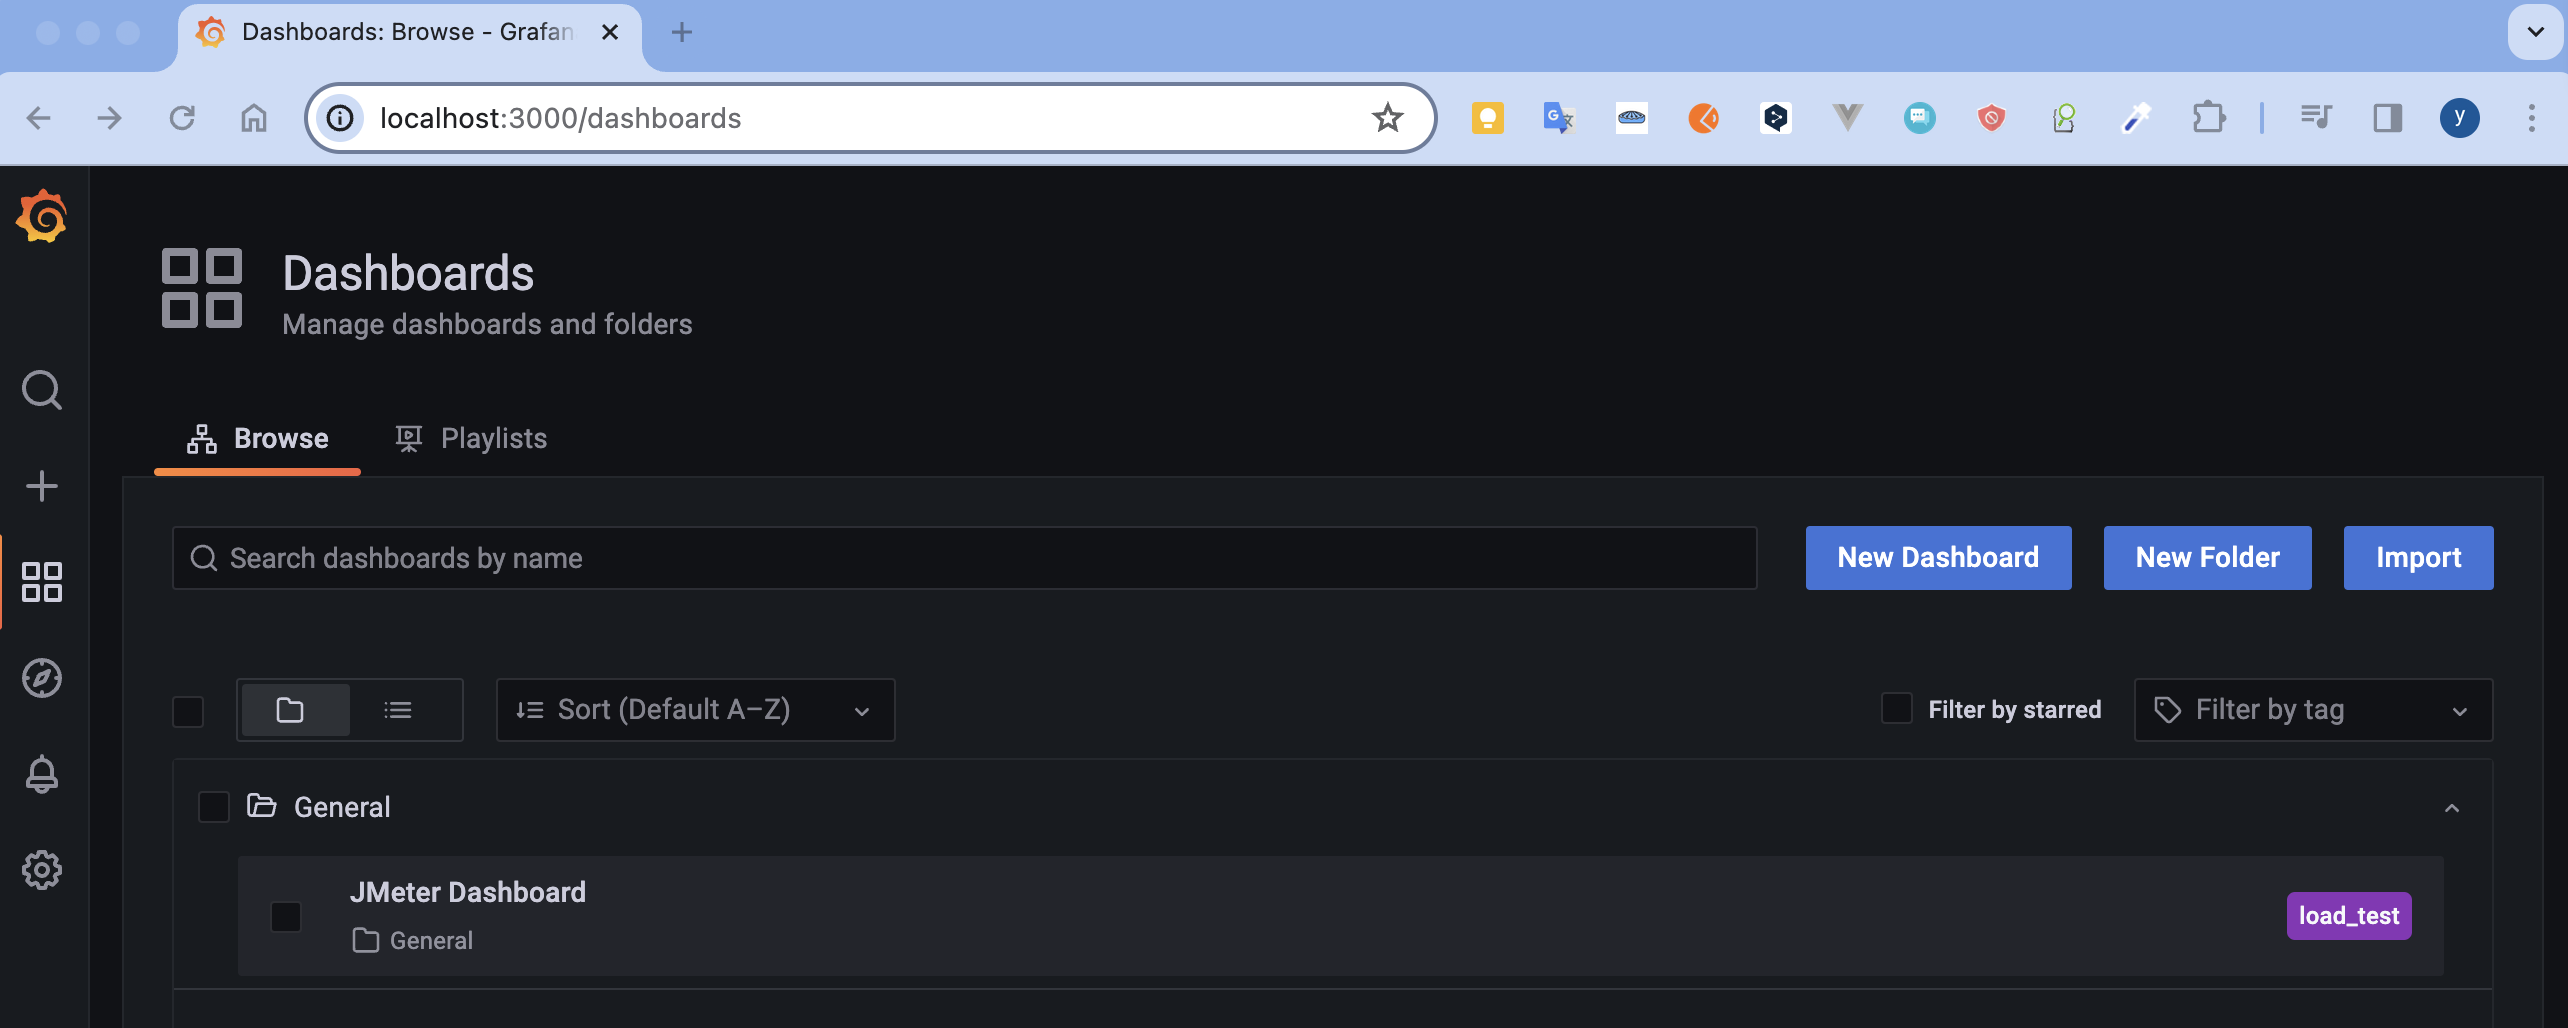 Dashboards: Browse - Grafan
localhost:3000/dashboards
y
Dashboards
Manage dashboards and folders
Browse
Playlists
Search dashboards by name
New Dashboard
New Folder
Import
Sort (Default A–Z)
Filter by starred
Filter by tag
General
JMeter Dashboard
General
load_test